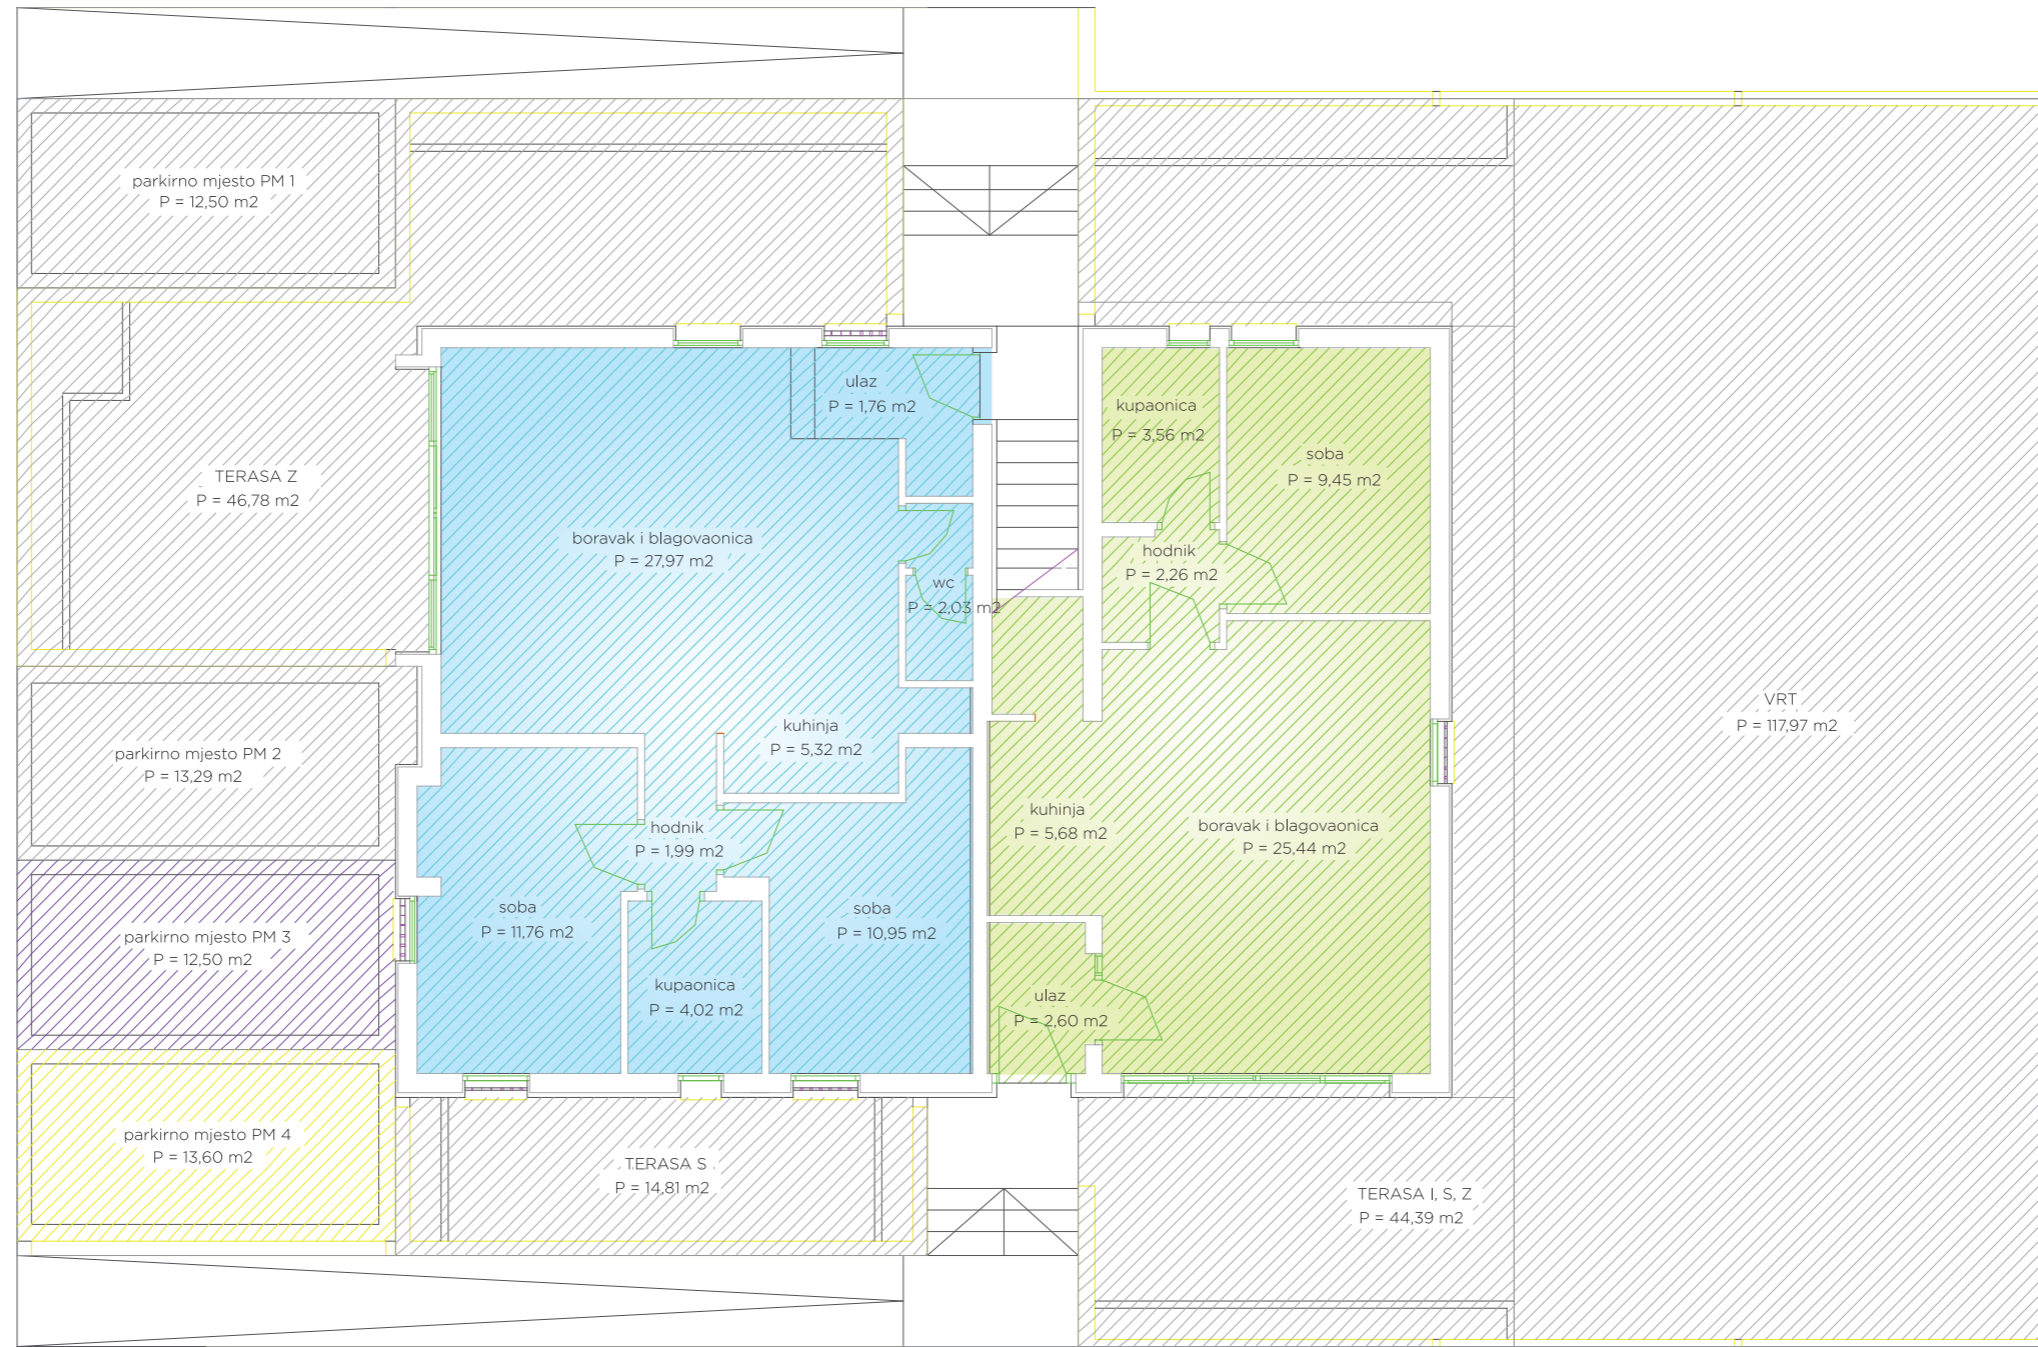 parkirno mjesto PM 1
P = 12,50 m2
TERASA Z
P = 46,78 m2
parkirno mjesto PM 2
P = 13,29 m2
parkirno mjesto PM 3
P = 12,50 m2
parkirno mjesto PM 4
P = 13,60 m2
ulaz
P = 1,76 m2
boravak i blagovaonica
P = 27,97 m2
wc
P = 2,03 m2
kuhinja
P = 5,32 m2
hodnik
P = 1,99 m2
soba
P = 11,76 m2
soba
P = 10,95 m2
kupaonica
P = 4,02 m2
TERASA S
P = 14,81 m2
kupaonica
P = 3,56 m2
soba
P = 9,45 m2
hodnik
P = 2,26 m2
kuhinja
P = 5,68 m2
boravak i blagovaonica
P = 25,44 m2
ulaz
P = 2,60 m2
TERASA I, S, Z
P = 44,39 m2
VRT
P = 117,97 m2